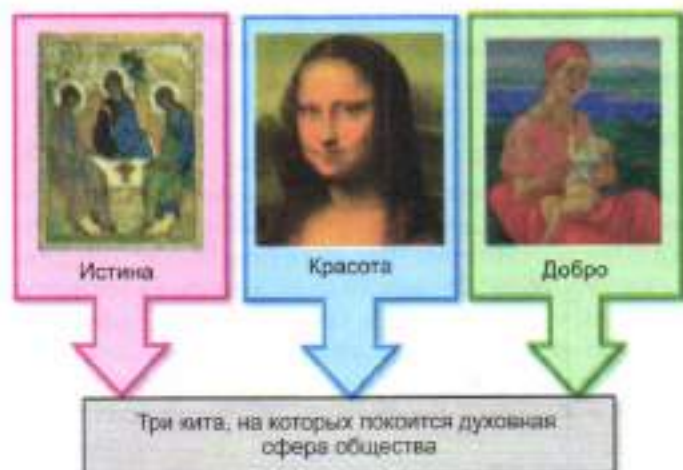 Истина
Красота
Добро
Три кита, на которых покоится духовная
сфера общества